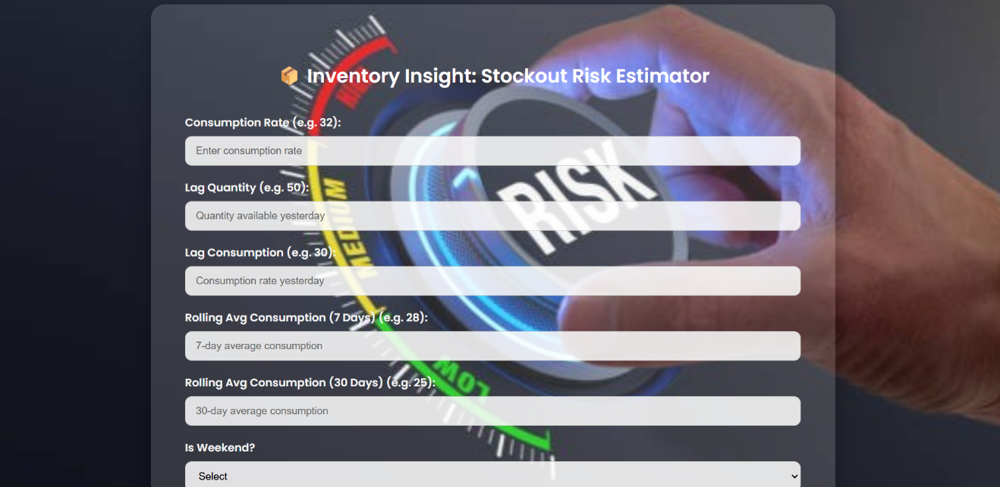 📦 Inventory Insight: Stockout Risk Estimator
HIGH
RISK
MEDIUM
LOW
Consumption Rate (e.g. 32):
Enter consumption rate
Lag Quantity (e.g. 50):
Quantity available yesterday
Lag Consumption (e.g. 30):
Consumption rate yesterday
Rolling Avg Consumption (7 Days) (e.g. 28):
7-day average consumption
Rolling Avg Consumption (30 Days) (e.g. 25):
30-day average consumption
Is Weekend?
Select